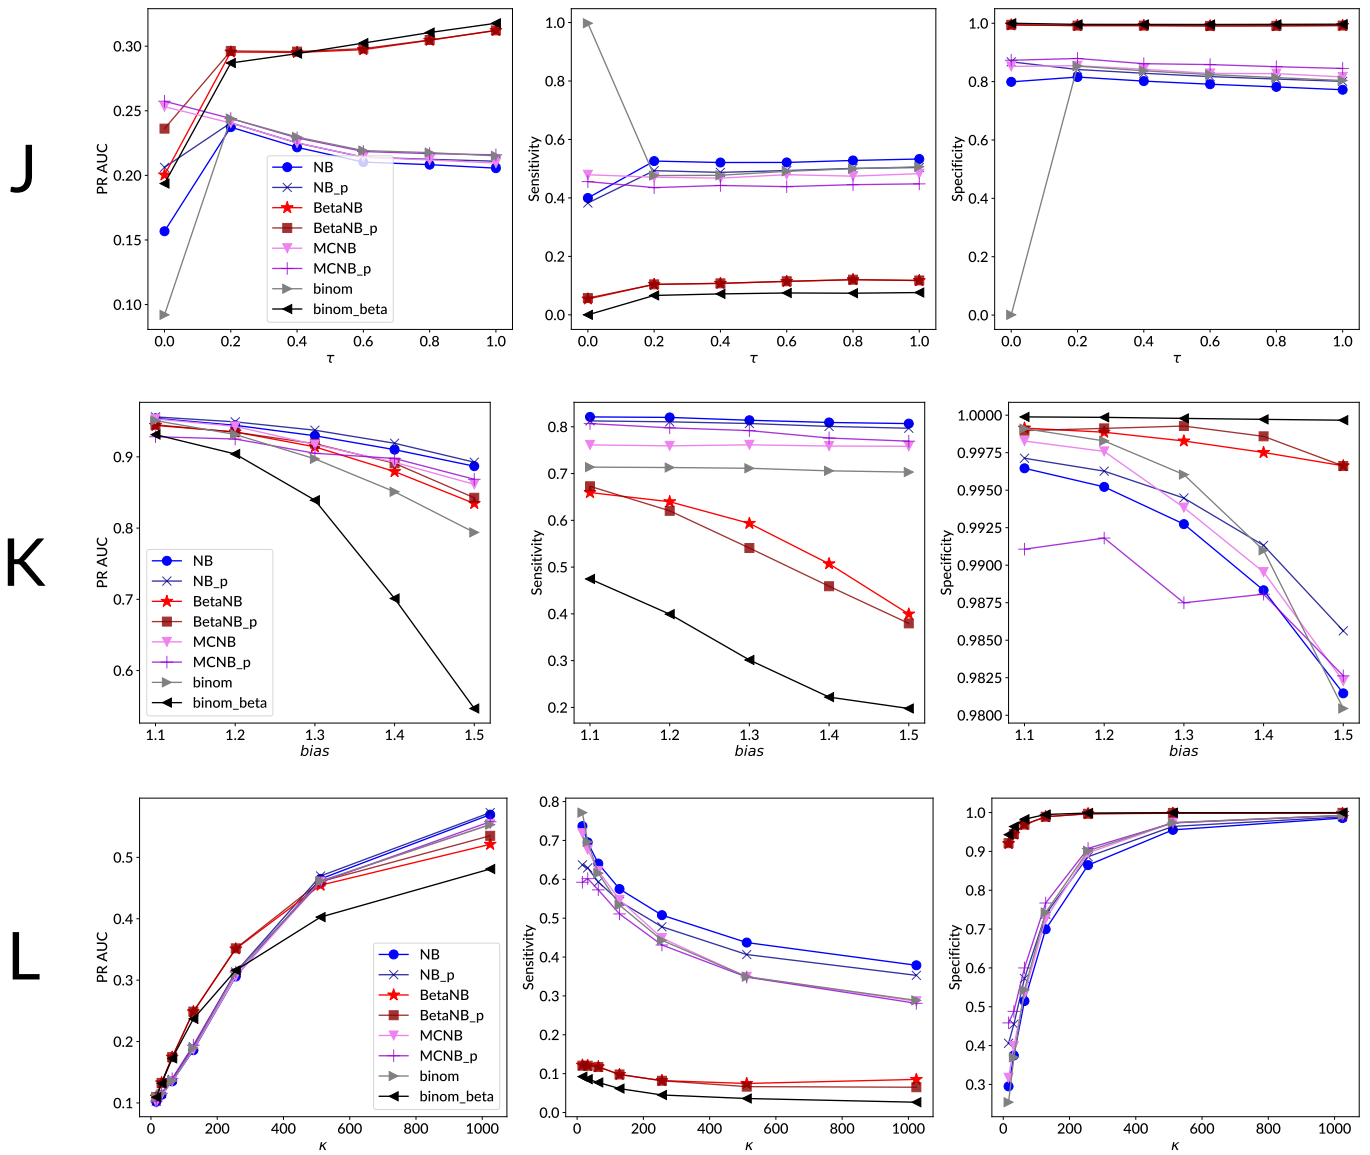 J
PR AUC
0.30
0.25
0.20
0.15
0.10
0.0 0.2 0.4 0.6 0.8 1.0
τ
NB
NB_p
BetaNB
BetaNB_p
MCNB
MCNB_p
binom
binom_beta
Sensitivity
1.0
0.8
0.6
0.4
0.2
0.0
0.0 0.2 0.4 0.6 0.8 1.0
τ
Specificity
1.0
0.8
0.6
0.4
0.2
0.0
0.0 0.2 0.4 0.6 0.8 1.0
τ
K
PR AUC
0.9
0.8
0.7
0.6
1.1 1.2 1.3 1.4 1.5
bias
NB
NB_p
BetaNB
BetaNB_p
MCNB
MCNB_p
binom
binom_beta
Sensitivity
0.8
0.7
0.6
0.5
0.4
0.3
0.2
1.1 1.2 1.3 1.4 1.5
bias
Specificity
1.0000
0.9975
0.9950
0.9925
0.9900
0.9875
0.9850
0.9825
0.9800
1.1 1.2 1.3 1.4 1.5
bias
L
PR AUC
0.5
0.4
0.3
0.2
0.1
0 200 400 600 800 1000
κ
NB
NB_p
BetaNB
BetaNB_p
MCNB
MCNB_p
binom
binom_beta
Sensitivity
0.8
0.7
0.6
0.5
0.4
0.3
0.2
0.1
0.0
0 200 400 600 800 1000
κ
Specificity
1.0
0.9
0.8
0.7
0.6
0.5
0.4
0.3
0 200 400 600 800 1000
κ